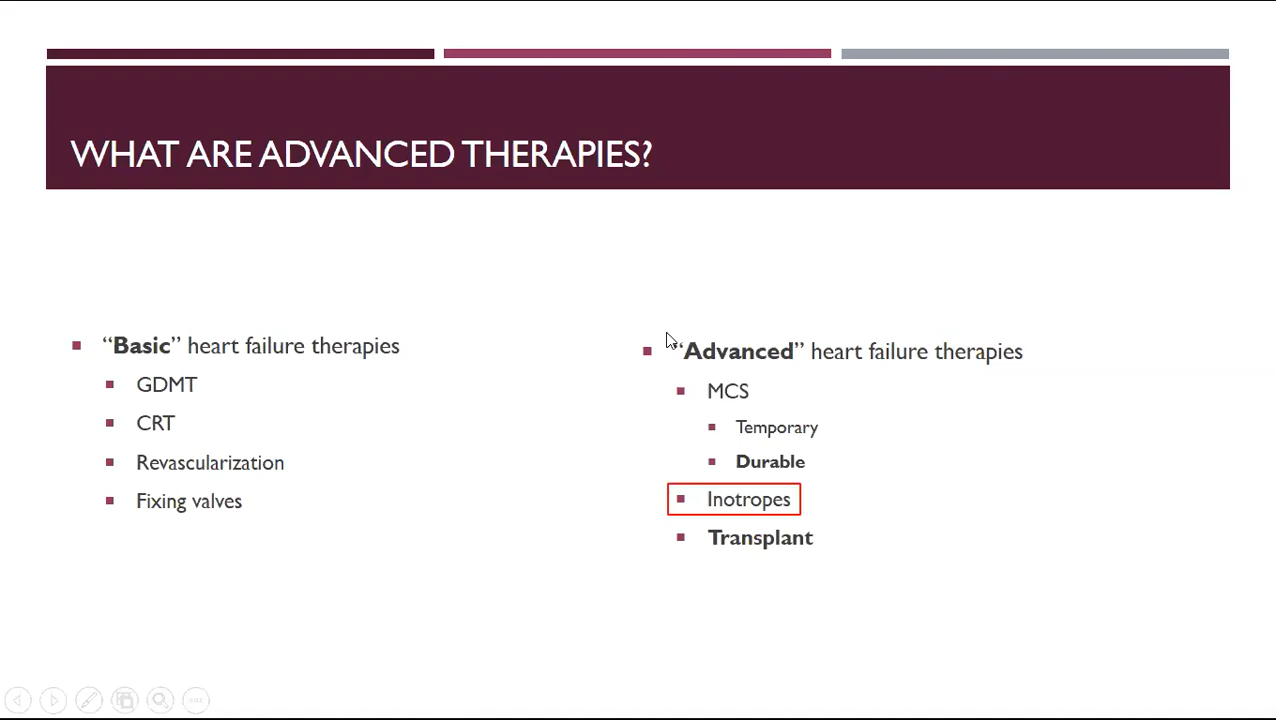 WHAT ARE ADVANCED THERAPIES?
“Basic” heart failure therapies
GDMT
CRT
Revascularization
Fixing valves
“Advanced” heart failure therapies
MCS
Temporary
Durable
Inotropes
Transplant